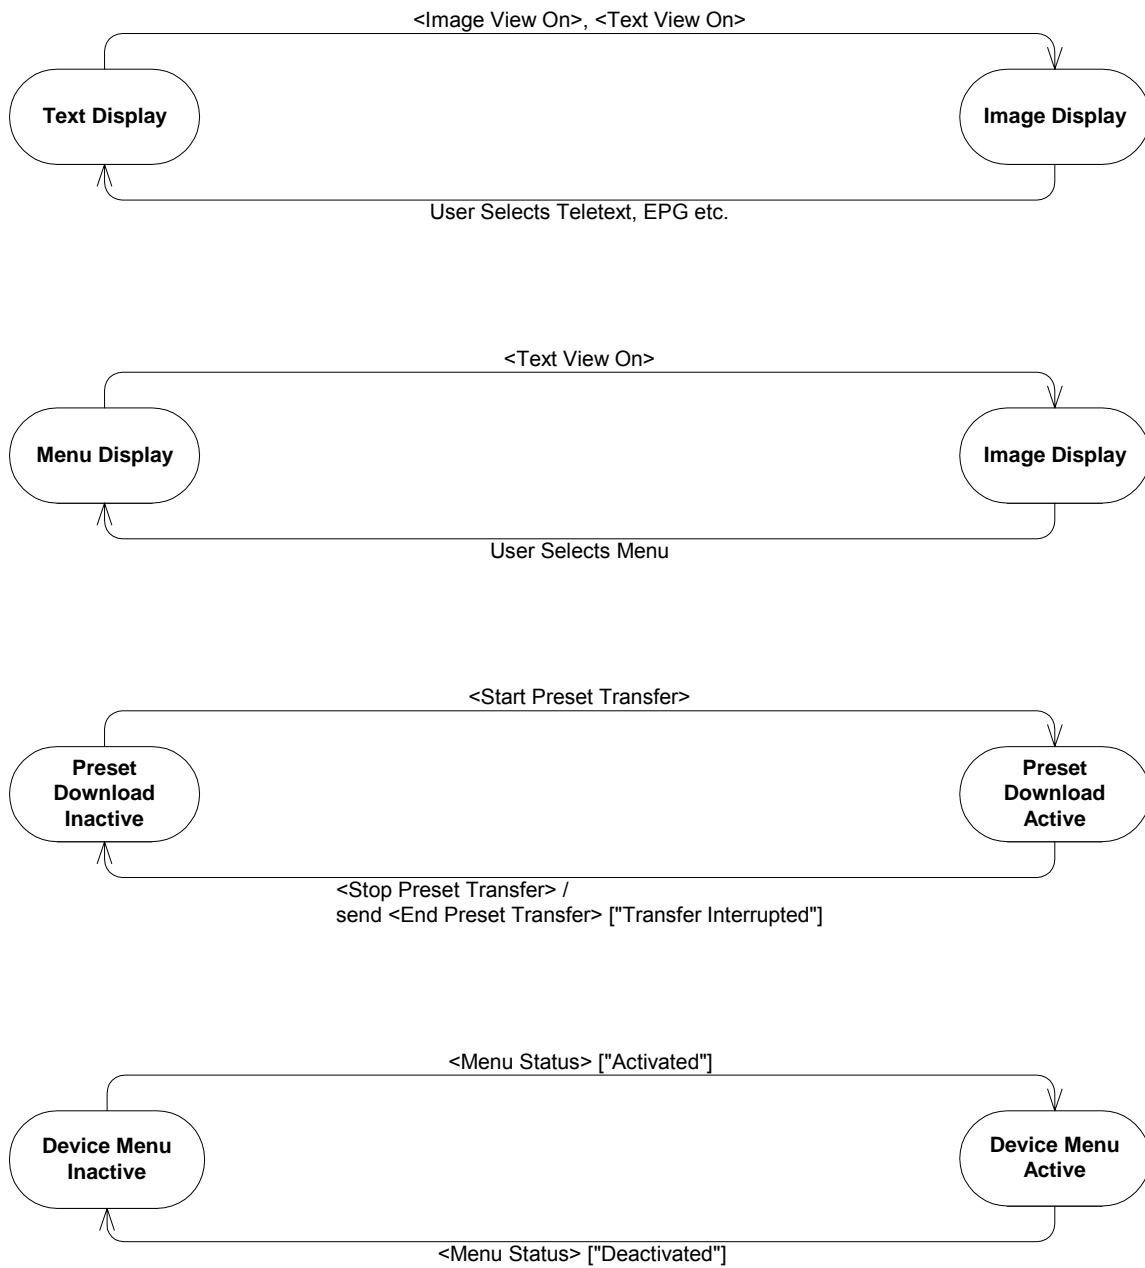 <Image View On>, <Text View On>
Text Display
Image Display
User Selects Teletext, EPG etc.
<Text View On>
Menu Display
Image Display
User Selects Menu
<Start Preset Transfer>
Preset
Download
Inactive
Preset
Download
Active
<Stop Preset Transfer> /
send <End Preset Transfer> ["Transfer Interrupted"]
<Menu Status> ["Activated"]
Device Menu
Inactive
Device Menu
Active
<Menu Status> ["Deactivated"]